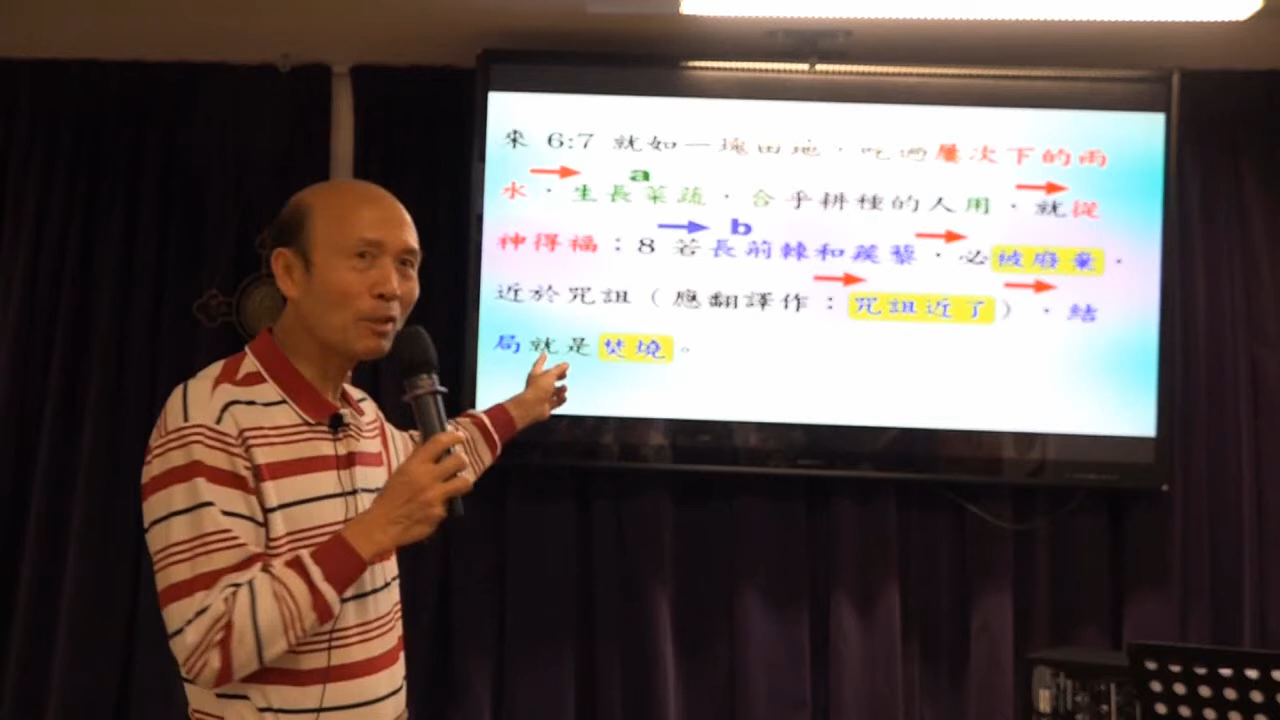 來 6:7 就如一塊田地，吃過屢次下的雨
水，生長菜蔬，合乎耕種的人用，就從
a
神得福；8 若長荊棘和蒺藜，必被廢棄，
b
近於咒詛（應翻譯作：咒詛近了），結
局就是焚燒。